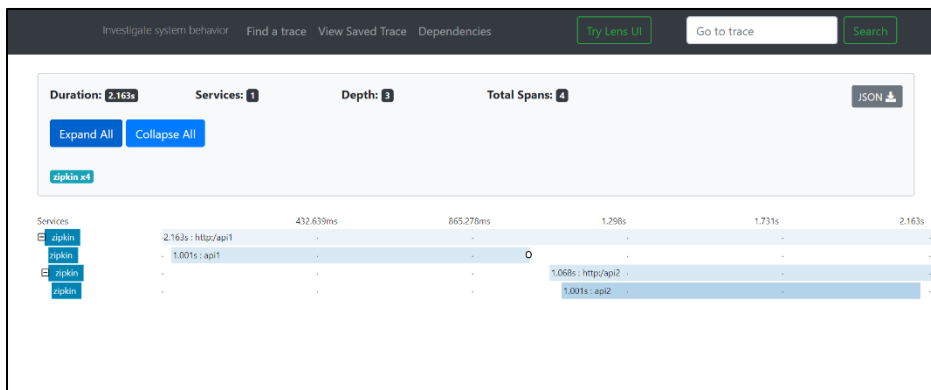 Investigate system behavior Find a trace View Saved Trace Dependencies Try Lens UI Go to trace Search
Duration: 2.163s Services: 1 Depth: 3 Total Spans: 4 JSON
Expand All Collapse All
zipkin x4
Services 432.639ms 865.278ms 1.298s 1.731s 2.163s
zipkin 2.163s : http:/api1
zipkin 1.001s : api1
zipkin 1.068s : http:/api2
zipkin 1.001s : api2